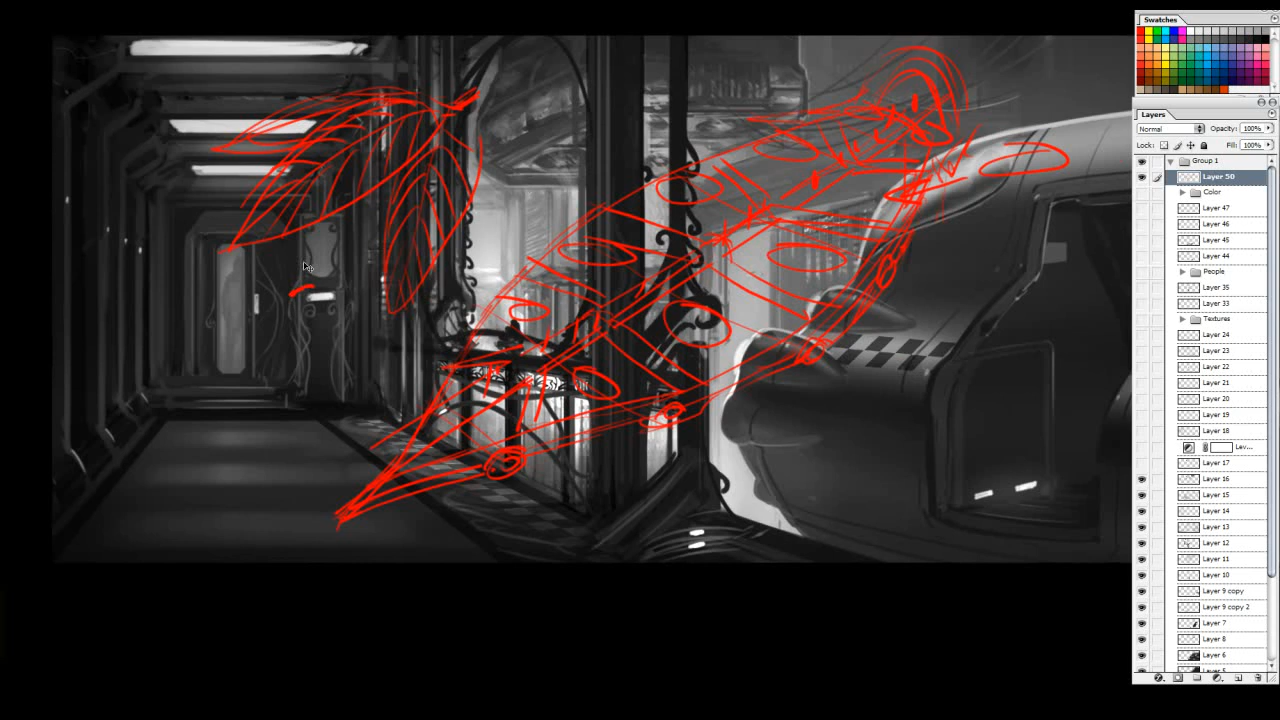 Swatches
Layers
Normal
Opacity: 100%
Lock:
Fill: 100%
Group 1
Layer 50
Color
Layer 47
Layer 46
Layer 45
Layer 44
People
Layer 35
Layer 33
Textures
Layer 24
Layer 23
Layer 22
Layer 21
Layer 20
Layer 19
Layer 18
Lev...
Layer 17
Layer 16
Layer 15
Layer 14
Layer 13
Layer 12
Layer 11
Layer 10
Layer 9 copy
Layer 9 copy 2
Layer 7
Layer 8
Layer 6
Layer 5